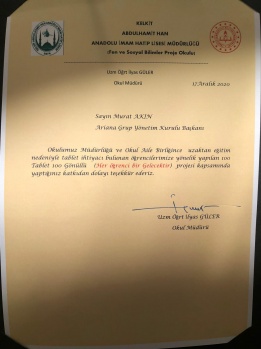 KELKİT
ABDULHAMİT HAN
ANADOLU İMAM HATİP LİSESİ MÜDÜRLÜĞÜ
(Fen ve Sosyal Bilimler Proje Okulu)
Uzm Öğrt İlyas GÜLER
Okul Müdürü
17 Aralık 2020
Sayın Murat AKIN
Artana Grup Yönetim Kurulu Başkanı
Okulumuz Müdürlüğü ve Okul Aile Birliğince uzaktan eğitim
nedeniyle tablet ihtiyacı bulunan öğrencilerimize yönelik yapılan 100
Tablet 100 Gönüllü (Her Öğrenci Bir Gelecektir) projesi kapsamında
yaptığınız katkıdan dolayı teşekkür ederiz.
Uzm Öğrt İlyas GÜLER
Okul Müdürü